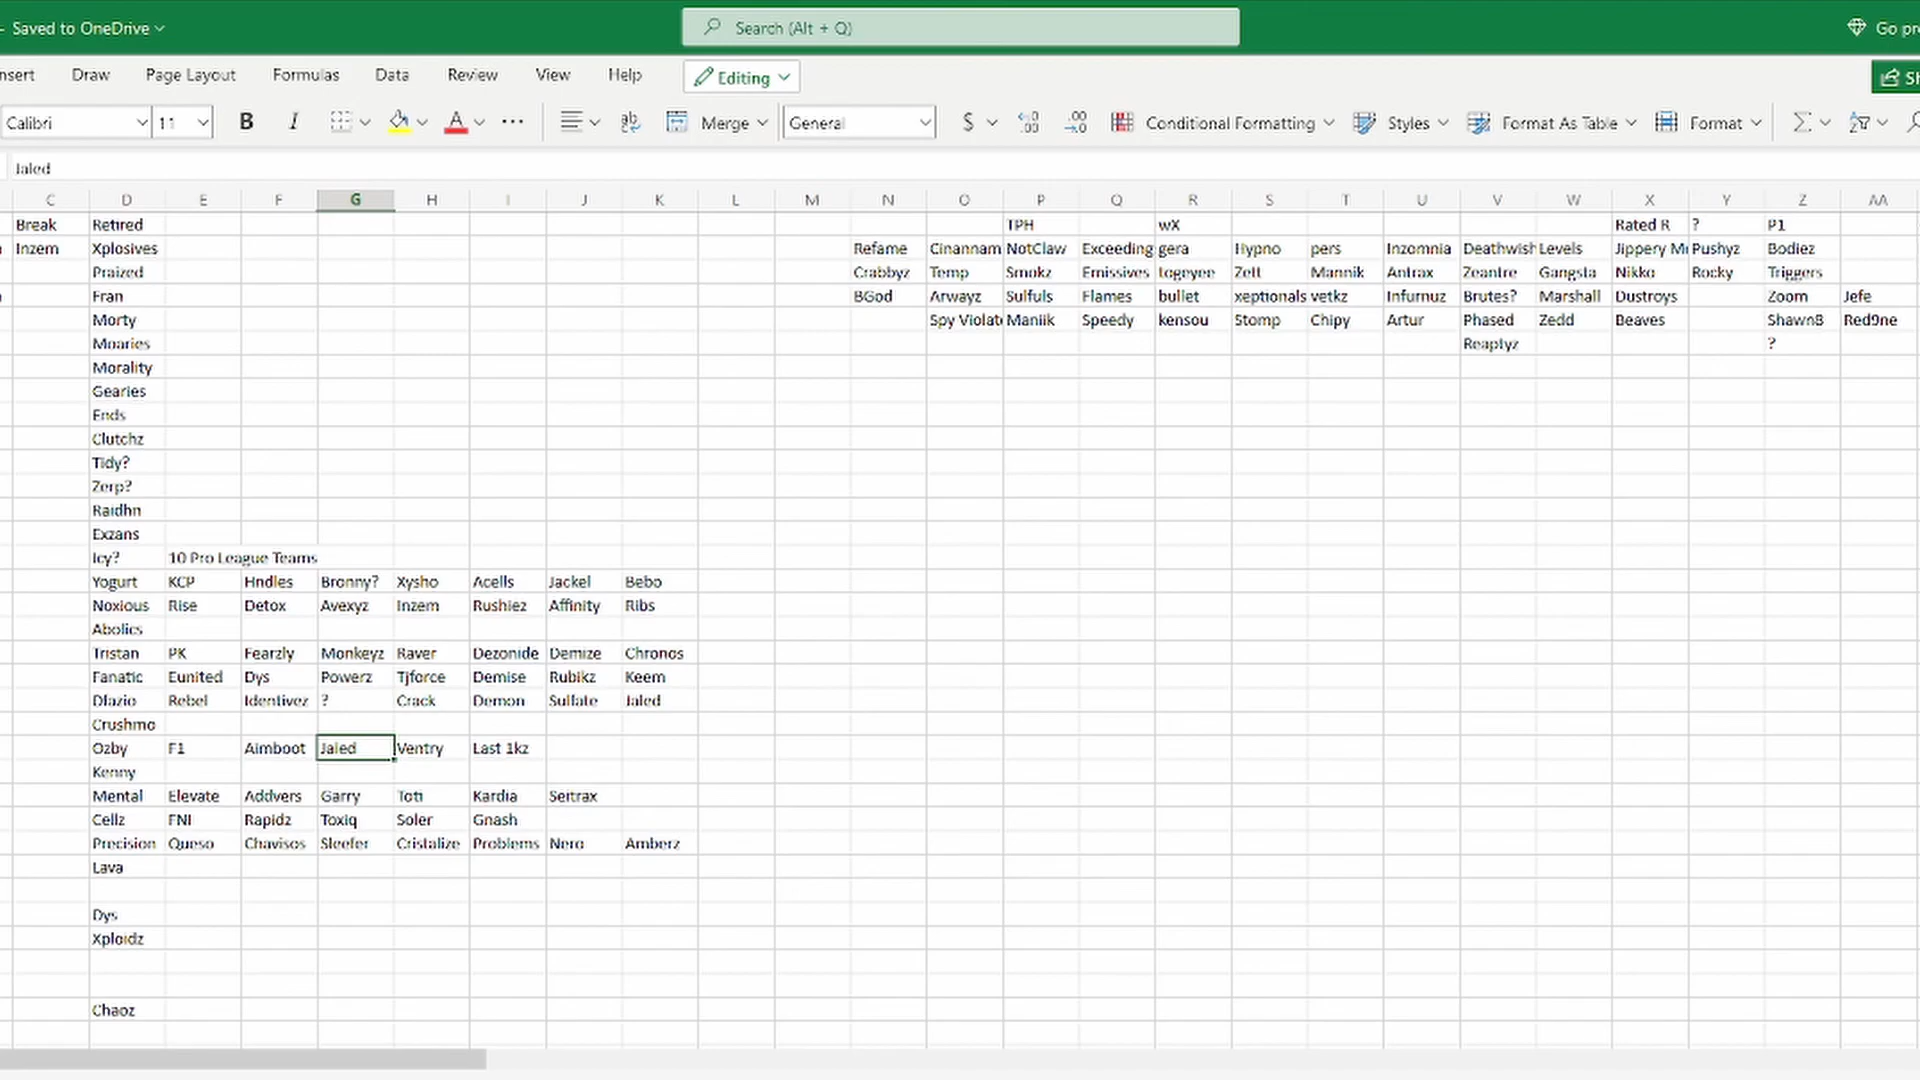 Saved to OneDrive
Search (Alt + Q)
nsert Draw Page Layout Formulas Data Review View Help Editing
Calibri 11 B I A Merge General $ Conditional Formatting Styles Format As Table Format
Jaled
C D E F G H I J K L M N O P Q R S T U V W X Y Z AA
Break Retired TPH wX Rated R ? P1
Inzem Xplosives Refame Cinannam NotClaw Exceeding gera Hypno pers Inzomnia Deathwish Levels Jippery Pushyz Bodiez
Praized Crabbyz Temp Smokz Emissives togeyee Zett Mannik Antrax Zeantre Gangsta Nikko Rocky Triggers
Fran BGod Arwayz Sulfuls Flames bullet xeptionals vetkz Infurnuz Brutes? Marshall Dustroys Zoom Jefe
Morty Spy Violat Maniik Speedy kensou Stomp Chipy Artur Phased Zedd Beaves Shawn8 Red9ne
Moaries Reaptyz ?
Morality
Gearies
Ends
Clutchz
Tidy?
Zerp?
Raidhn
Exzans
Icy? 10 Pro League Teams
Yogurt KCP Hndles Bronny? Xysho Acells Jackel Bebo
Noxious Rise Detox Avexyz Inzem Rushiez Affinity Ribs
Abolics
Tristan PK Fearzly Monkeyz Raver Dezonide Demize Chronos
Fanatic Eunited Dys Powerz Tjforce Demise Rubikz Keem
Dlazio Rebel Identivez ? Crack Demon Sulfate Jaled
Crushmo
Ozby F1 Aimboot Jaled Ventry Last 1kz
Kenny
Mental Elevate Addvers Garry Toti Kardia Seitrax
Cellz FNI Rapidz Toxiq Soler Gnash
Precision Queso Chavisos Sleefer Cristalize Problems Nero Amberz
Lava
Dys
Xploidz
Chaoz